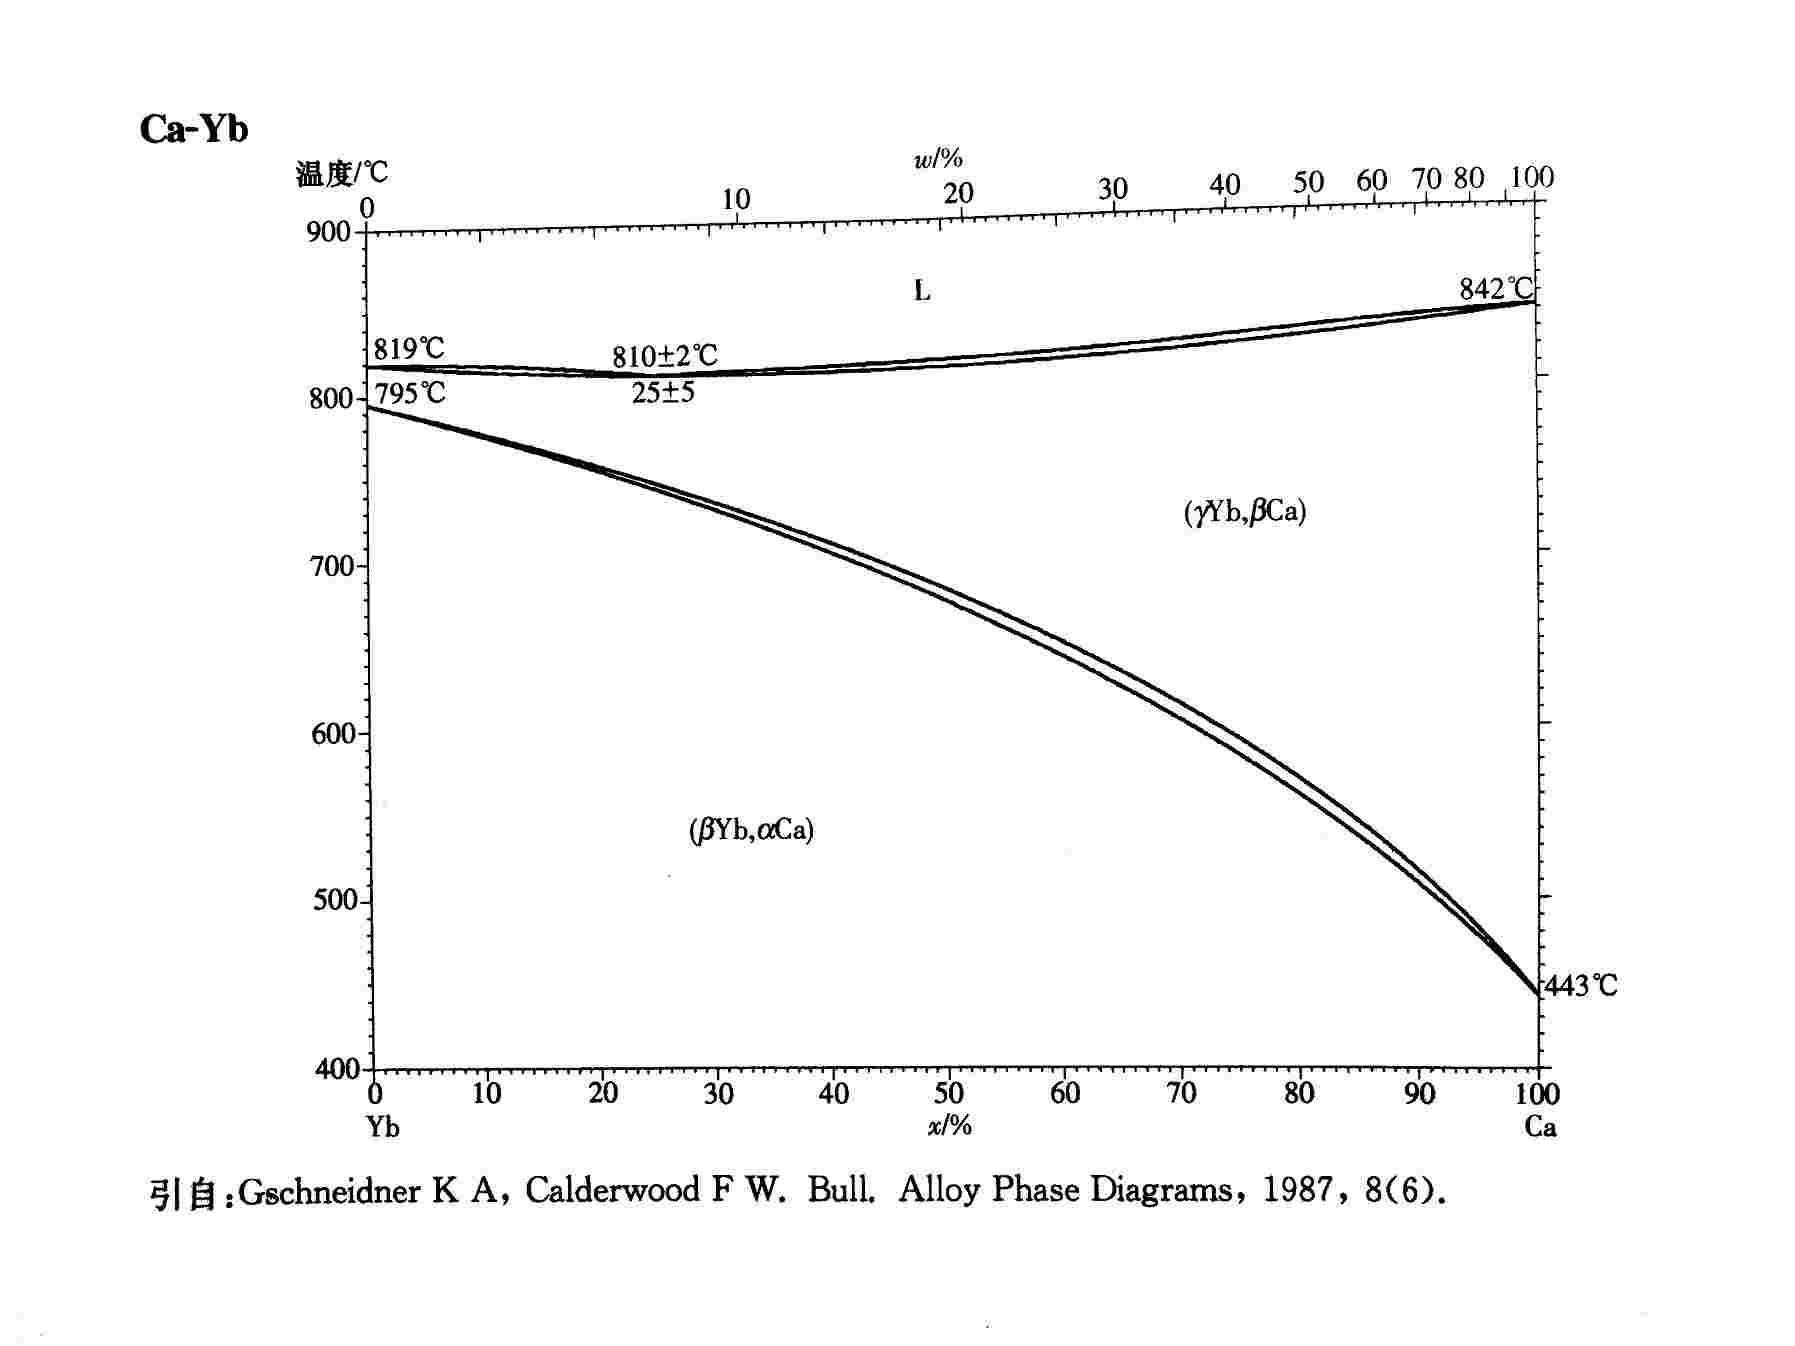 Ca-Yb
温度/℃
w/%
0 10 20 30 40 50 60 70 80 100
900
L
842℃
819℃
810±2℃
25±5
800
795℃
(γYb,βCa)
700
600
(βYb,αCa)
500
443℃
400
0 10 20 30 40 50 60 70 80 90 100
Yb x/% Ca
引自:Gschneidner K A, Calderwood F W. Bull. Alloy Phase Diagrams, 1987, 8(6).